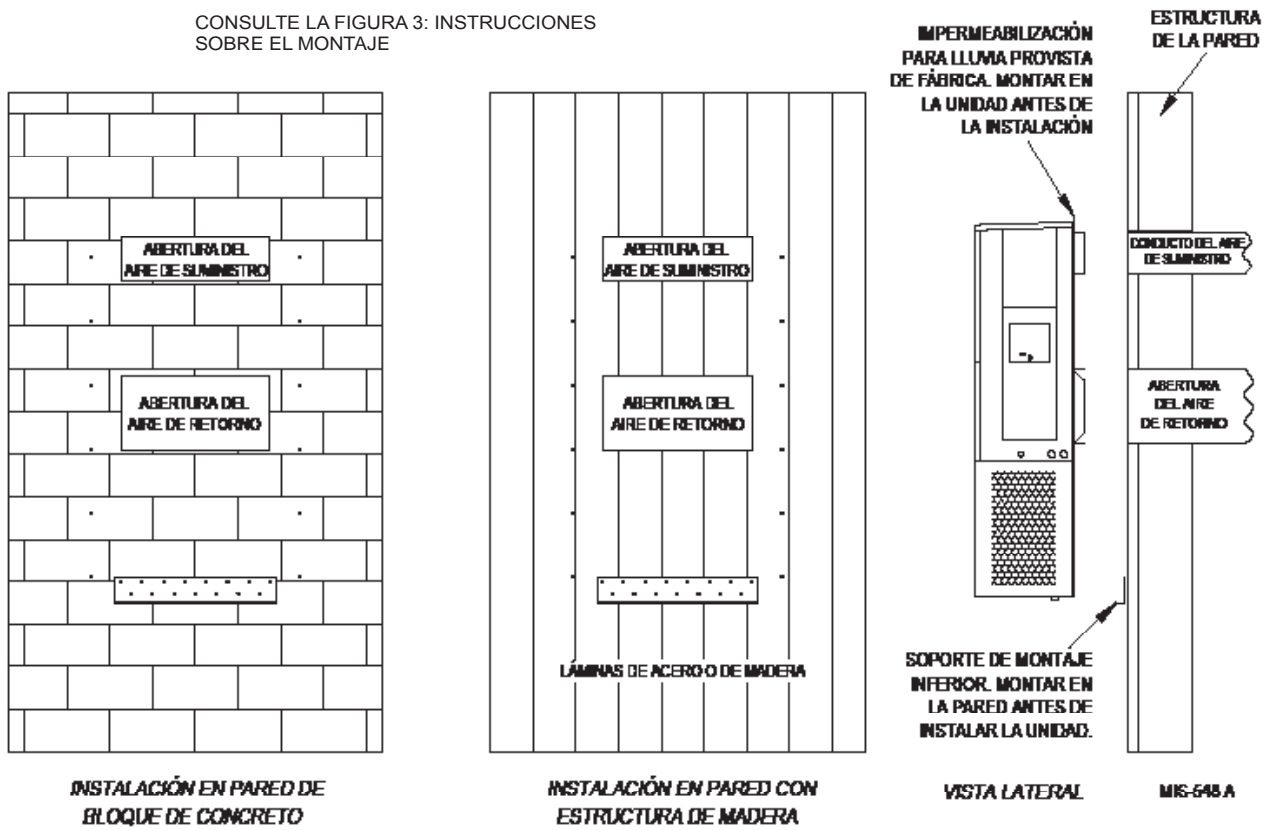 CONSULTE LA FIGURA 3: INSTRUCCIONES
SOBRE EL MONTAJE
IMPERMEABILIZACIÓN
PARA LLUVIA PROVISTA
DE FÁBRICA. MONTAR EN
LA UNIDAD ANTES DE
LA INSTALACIÓN
ESTRUCTURA
DE LA PARED
ABERTURA DEL
AIRE DE SUMINISTRO
ABERTURA DEL
AIRE DE SUMINISTRO
CONDUCTO DEL AIRE
DE SUMINISTRO
ABERTURA DEL
AIRE DE RETORNO
ABERTURA DEL
AIRE DE RETORNO
ABERTURA
DEL AIRE
DE RETORNO
LÁMINAS DE ACERO O DE MADERA
SOPORTE DE MONTAJE
INFERIOR. MONTAR EN
LA PARED ANTES DE
INSTALAR LA UNIDAD.
INSTALACIÓN EN PARED DE
BLOQUE DE CONCRETO
INSTALACIÓN EN PARED CON
ESTRUCTURA DE MADERA
VISTA LATERAL
MIS-548 A